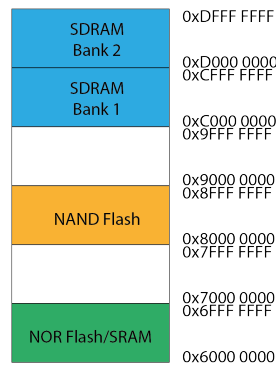 0xDFFF FFFF
SDRAM
Bank 2
0xD000 0000
0xCFFF FFFF
SDRAM
Bank 1
0xC000 0000
0x9FFF FFFF
0x9000 0000
0x8FFF FFFF
NAND Flash
0x8000 0000
0x7FFF FFFF
0x7000 0000
0x6FFF FFFF
NOR Flash/SRAM
0x6000 0000